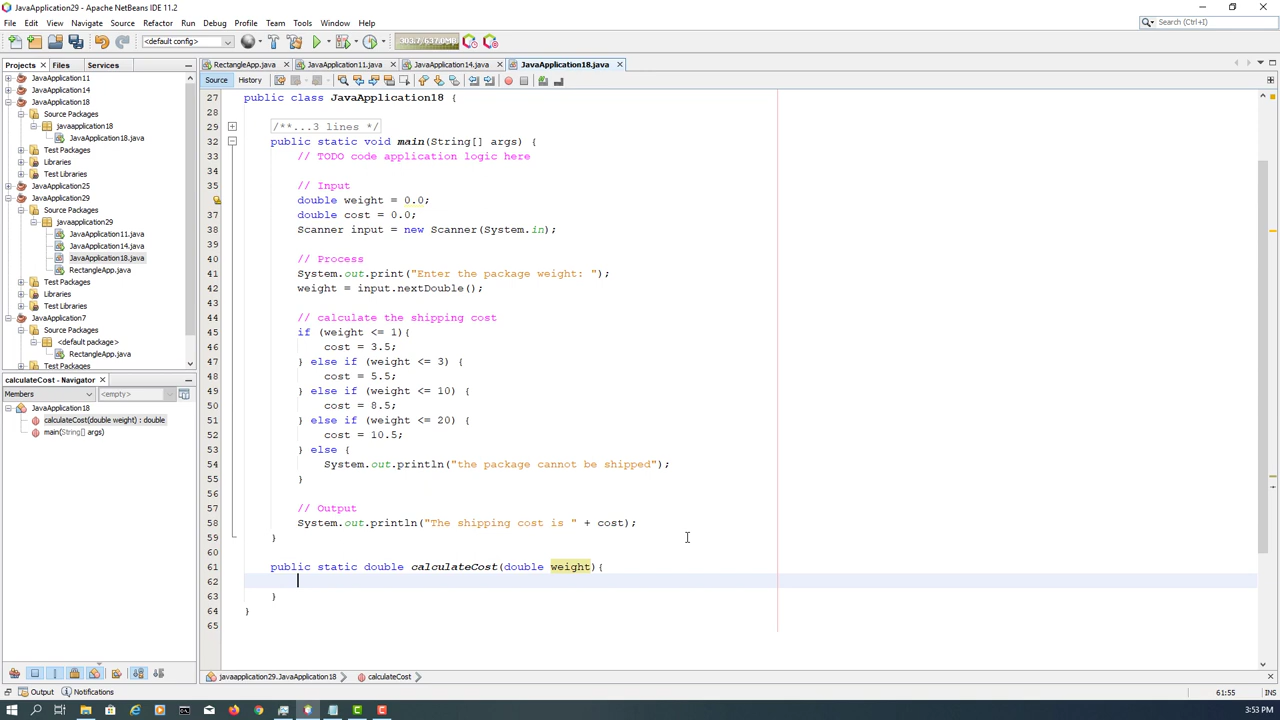 JavaApplication29 - Apache NetBeans IDE 11.2
File Edit View Navigate Source Refactor Run Debug Profile Team Tools Window Help
Search (Ctrl+I)
<default config>
303.7/637.0MB
Projects Files Services
RectangleApp.java JavaApplication11.java JavaApplication14.java JavaApplication18.java
Source History
JavaApplication11
JavaApplication14
JavaApplication18
Source Packages
javaapplication18
JavaApplication18.java
Test Packages
Libraries
Test Libraries
JavaApplication25
JavaApplication29
Source Packages
javaapplication29
JavaApplication11.java
JavaApplication14.java
JavaApplication18.java
RectangleApp.java
Test Packages
Libraries
Test Libraries
JavaApplication7
Source Packages
<default package>
RectangleApp.java
Test Packages
calculateCost - Navigator
Members <empty>
JavaApplication18
calculateCost(double weight) : double
main(String[] args)
27 public class JavaApplication18 {
28
29 /**...3 lines */
32 public static void main(String[] args) {
33 // TODO code application logic here
34
35 // Input
double weight = 0.0;
37 double cost = 0.0;
38 Scanner input = new Scanner(System.in);
39
40 // Process
41 System.out.print("Enter the package weight: ");
42 weight = input.nextDouble();
43
44 // calculate the shipping cost
45 if (weight <= 1){
46 cost = 3.5;
47 } else if (weight <= 3) {
48 cost = 5.5;
49 } else if (weight <= 10) {
50 cost = 8.5;
51 } else if (weight <= 20) {
52 cost = 10.5;
53 } else {
54 System.out.println("the package cannot be shipped");
55 }
56
57 // Output
58 System.out.println("The shipping cost is " + cost);
59 }
60
61 public static double calculateCost(double weight){
62
63 }
64 }
65
javaapplication29.JavaApplication18 calculateCost
Output Notifications
61:55 INS
3:53 PM